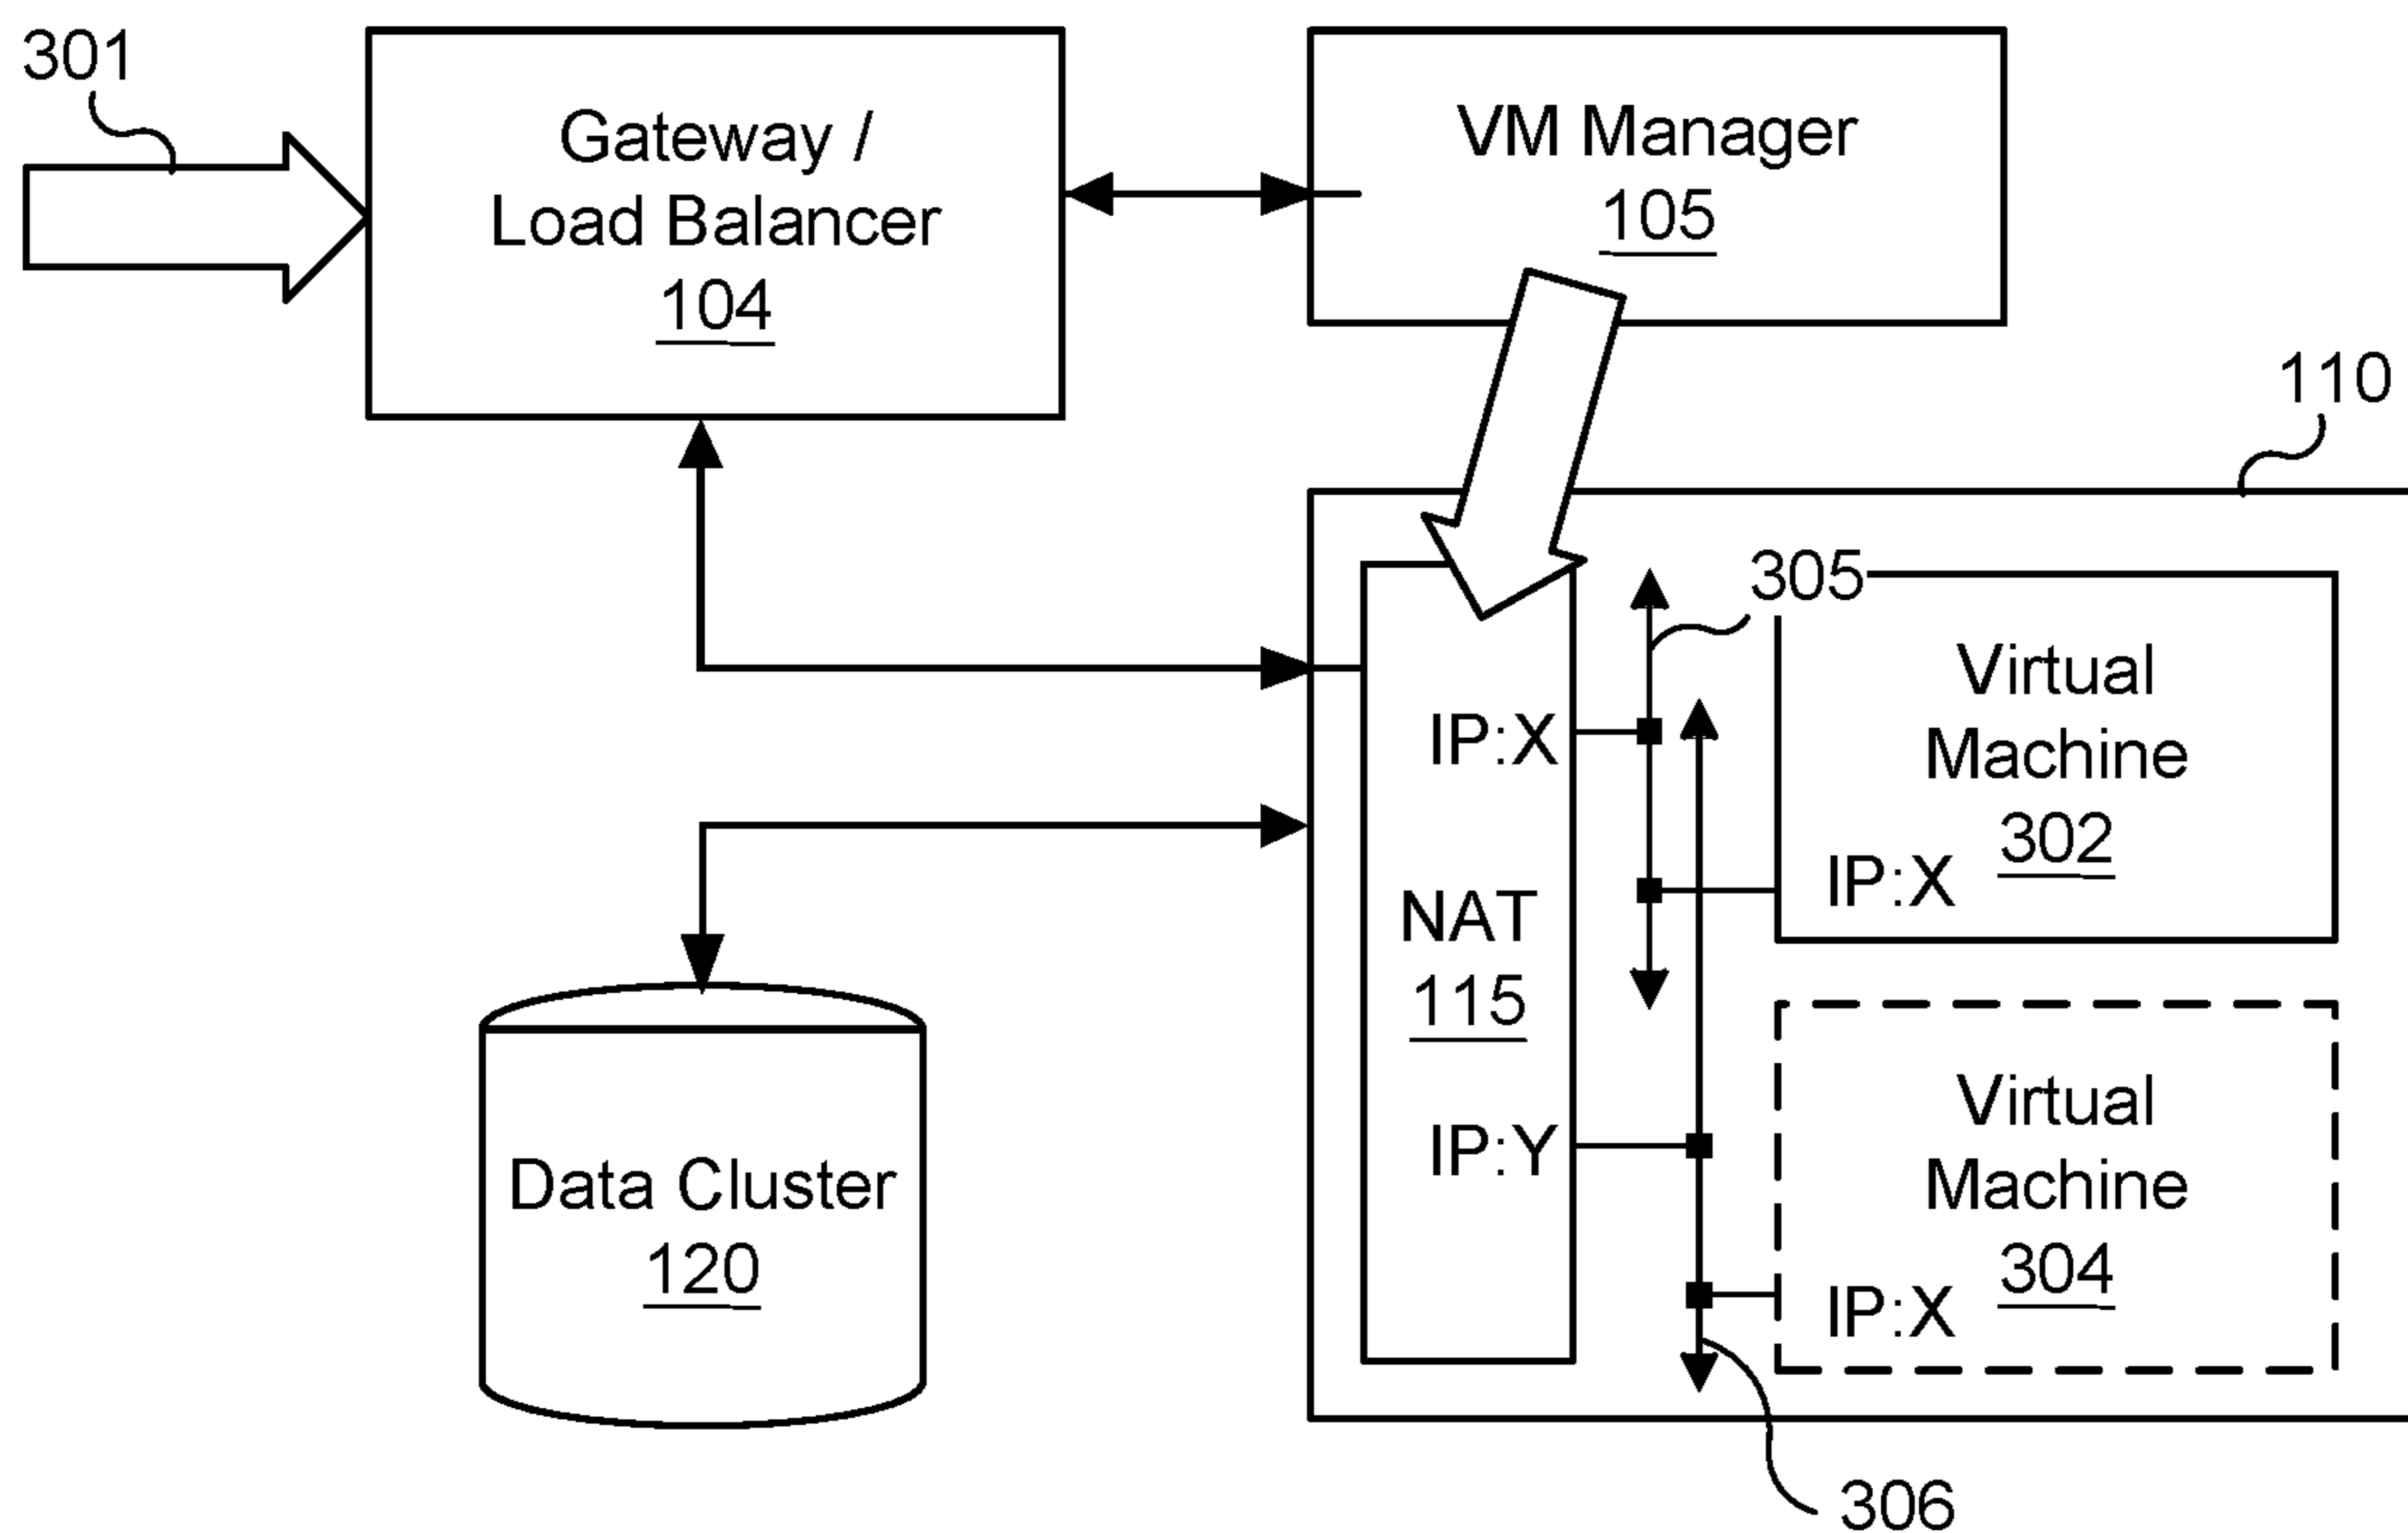 301
Gateway /
Load Balancer
104
VM Manager
105
110
305
Virtual
Machine
302
IP:X
IP:X
NAT
115
IP:Y
Virtual
Machine
304
IP:X
Data Cluster
120
306